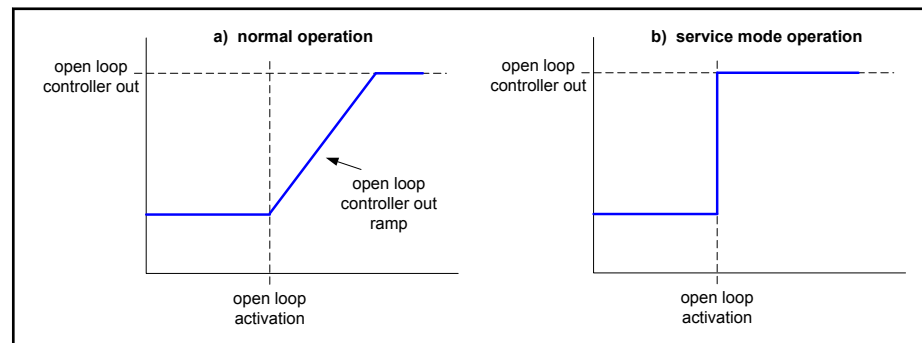 a) normal operation
open loop
controller out
open loop
controller out
ramp
open loop
activation
b) service mode operation
open loop
controller out
open loop
activation